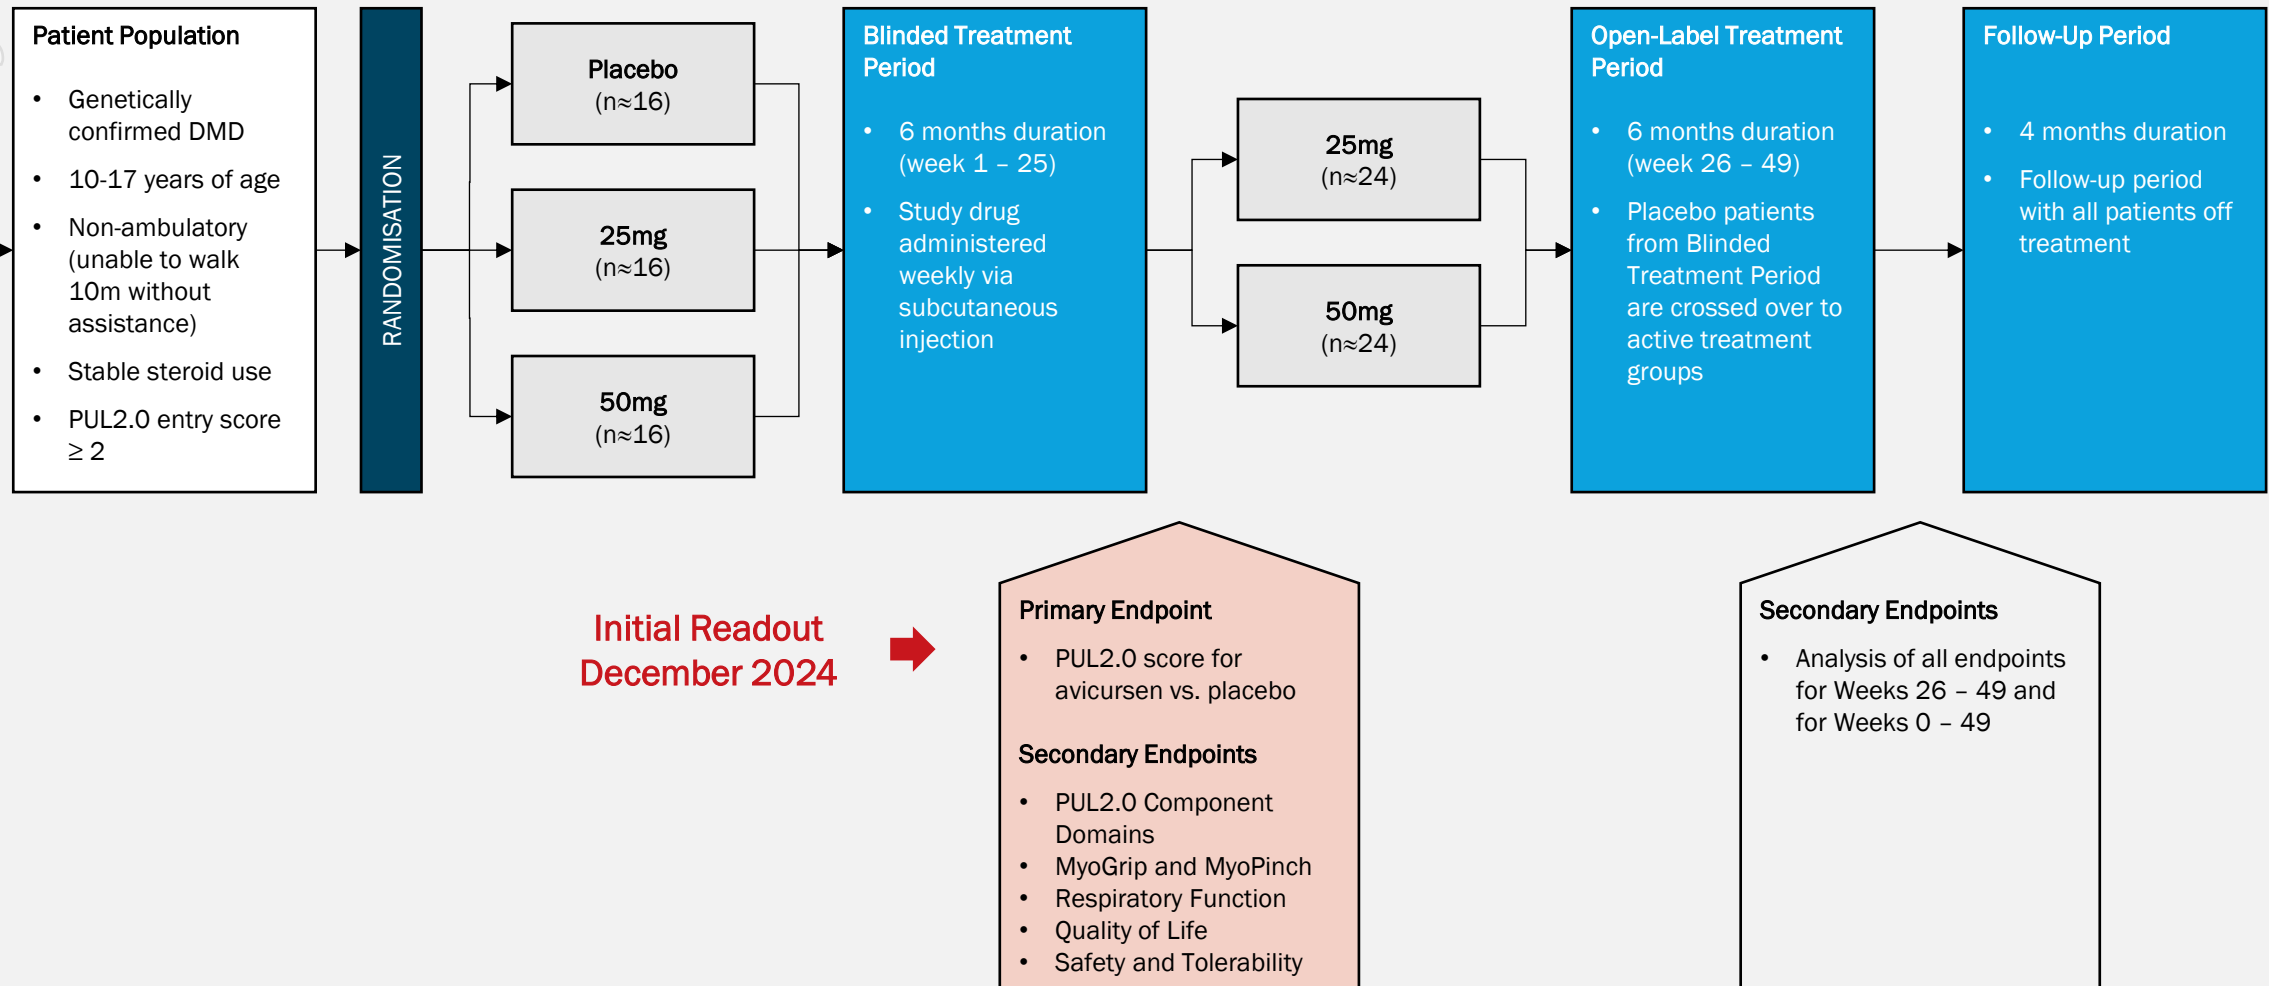 Patient Population
• Genetically
confirmed DMD
• 10-17 years of age
• Non-ambulatory
(unable to walk
10m without
assistance)
• Stable steroid use
• PUL2.0 entry score
≥ 2
RANDOMISATION
Placebo
(n≈16)
25mg
(n≈16)
50mg
(n≈16)
Blinded Treatment
Period
• 6 months duration
(week 1 – 25)
• Study drug
administered
weekly via
subcutaneous
injection
25mg
(n≈24)
50mg
(n≈24)
Open-Label Treatment
Period
• 6 months duration
(week 26 – 49)
• Placebo patients
from Blinded
Treatment Period
are crossed over to
active treatment
groups
Follow-Up Period
• 4 months duration
• Follow-up period
with all patients off
treatment
Initial Readout
December 2024
Primary Endpoint
• PUL2.0 score for
avicursen vs. placebo
Secondary Endpoints
• PUL2.0 Component
Domains
• MyoGrip and MyoPinch
• Respiratory Function
• Quality of Life
• Safety and Tolerability
Secondary Endpoints
• Analysis of all endpoints
for Weeks 26 – 49 and
for Weeks 0 – 49